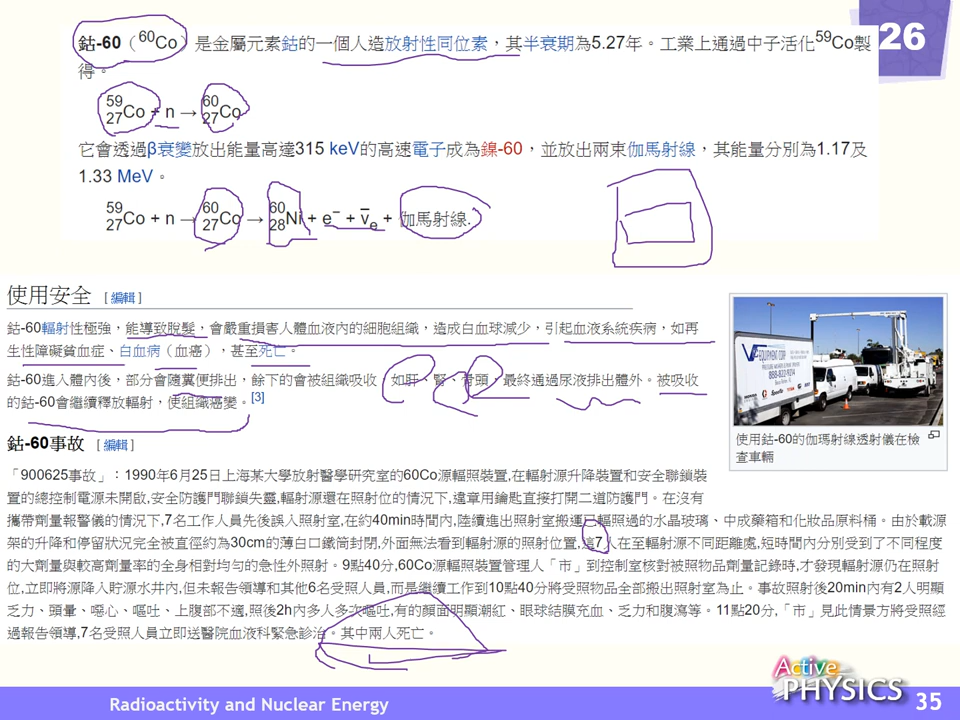 26
鈷-60（60Co）是金屬元素鈷的一個人造放射性同位素，其半衰期為5.27年。工業上通過中子活化59Co製
得。
59 27 Co + n → 60 27 Co
它會透過β衰變放出能量高達315 keV的高速電子成為鎳-60，並放出兩束伽馬射線，其能量分別為1.17及
1.33 MeV。
59 27 Co + n → 60 27 Co → 60 28 Ni + e− + v̅e + 伽馬射線.
使用安全 [編輯]
鈷-60輻射性極強，能導致脫髮，會嚴重損害人體血液內的細胞組織，造成白血球減少，引起血液系統疾病，如再
生性障礙貧血症、白血病（血癌），甚至死亡。
鈷-60進入體內後，部分會隨糞便排出，餘下的會被組織吸收，如肝、腎、骨頭，最終通過尿液排出體外。被吸收
的鈷-60會繼續釋放輻射，使組織癌變。[3]
使用鈷-60的伽瑪射線透射儀在檢
查車輛
鈷-60事故 [編輯]
「900625事故」：1990年6月25日上海某大學放射醫學研究室的60Co源輻照裝置,在輻射源升降裝置和安全聯鎖裝
置的總控制電源未開啟,安全防護門聯鎖失靈,輻射源還在照射位的情況下,違章用鑰匙直接打開二道防護門。在沒有
攜帶劑量報警儀的情況下,7名工作人員先後誤入照射室,在約40min時間內,陸續進出照射室搬運已輻照過的水晶玻璃、中成藥箱和化妝品原料桶。由於載源
架的升降和停留狀況完全被直徑約為30cm的薄白口鐵筒封閉,外面無法看到輻射源的照射位置,這7人在至輻射源不同距離處,短時間內分別受到了不同程度
的大劑量與較高劑量率的全身相對均勻的急性外照射。9點40分,60Co源輻照裝置管理人「市」到控制室核對被照物品劑量記錄時,才發現輻射源仍在照射
位,立即將源降入貯源水井內,但未報告領導和其他6名受照人員,而是繼續工作到10點40分將受照物品全部搬出照射室為止。事故照射後20min內有2人明顯
乏力、頭暈、噁心、嘔吐、上腹部不適,照後2h內多人多次嘔吐,有的顏面明顯潮紅、眼球結膜充血、乏力和腹瀉等。11點20分,「市」見此情景方將受照經
過報告領導,7名受照人員立即送醫院血液科緊急診治。其中兩人死亡。
Active
PHYSICS
Radioactivity and Nuclear Energy
35